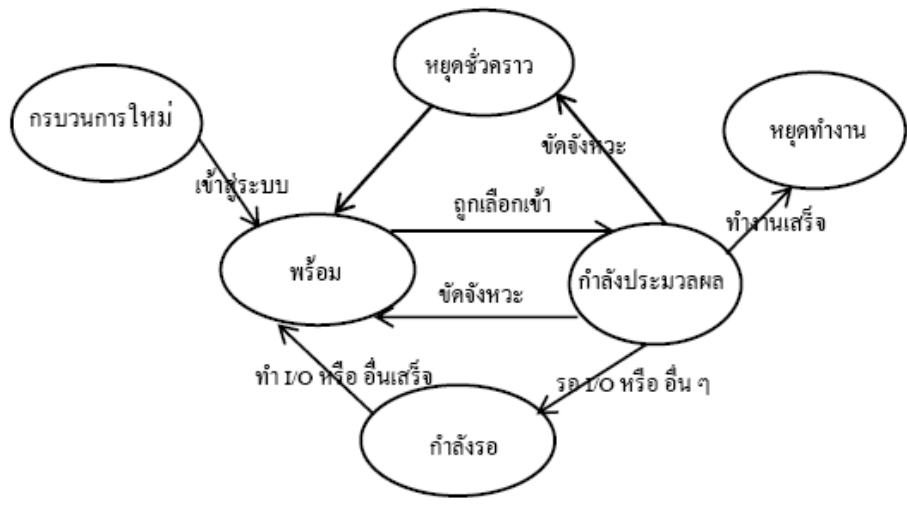 หยุดชั่วคราว
กรบวนการใหม่
หยุดทำงาน
ขัดจังหวะ
เข้าสู่ระบบ
ถูกเลือกเข้า
ทำงานเสร็จ
พร้อม
กำลังประมวลผล
ขัดจังหวะ
ทำ I/O หรือ อื่นเสร็จ
รอ I/O หรือ อื่น ๆ
กำลังรอ